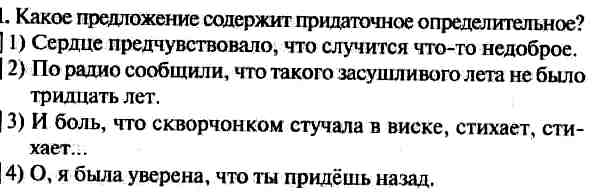 1. Какое предложение содержит придаточное определительное?
1) Сердце предчувствовало, что случится что-то недоброе.
2) По радио сообщили, что такого засушливого лета не было
тридцать лет.
3) И боль, что скворчонком стучала в виске, стихает, сти-
хает...
4) О, я была уверена, что ты придёшь назад.